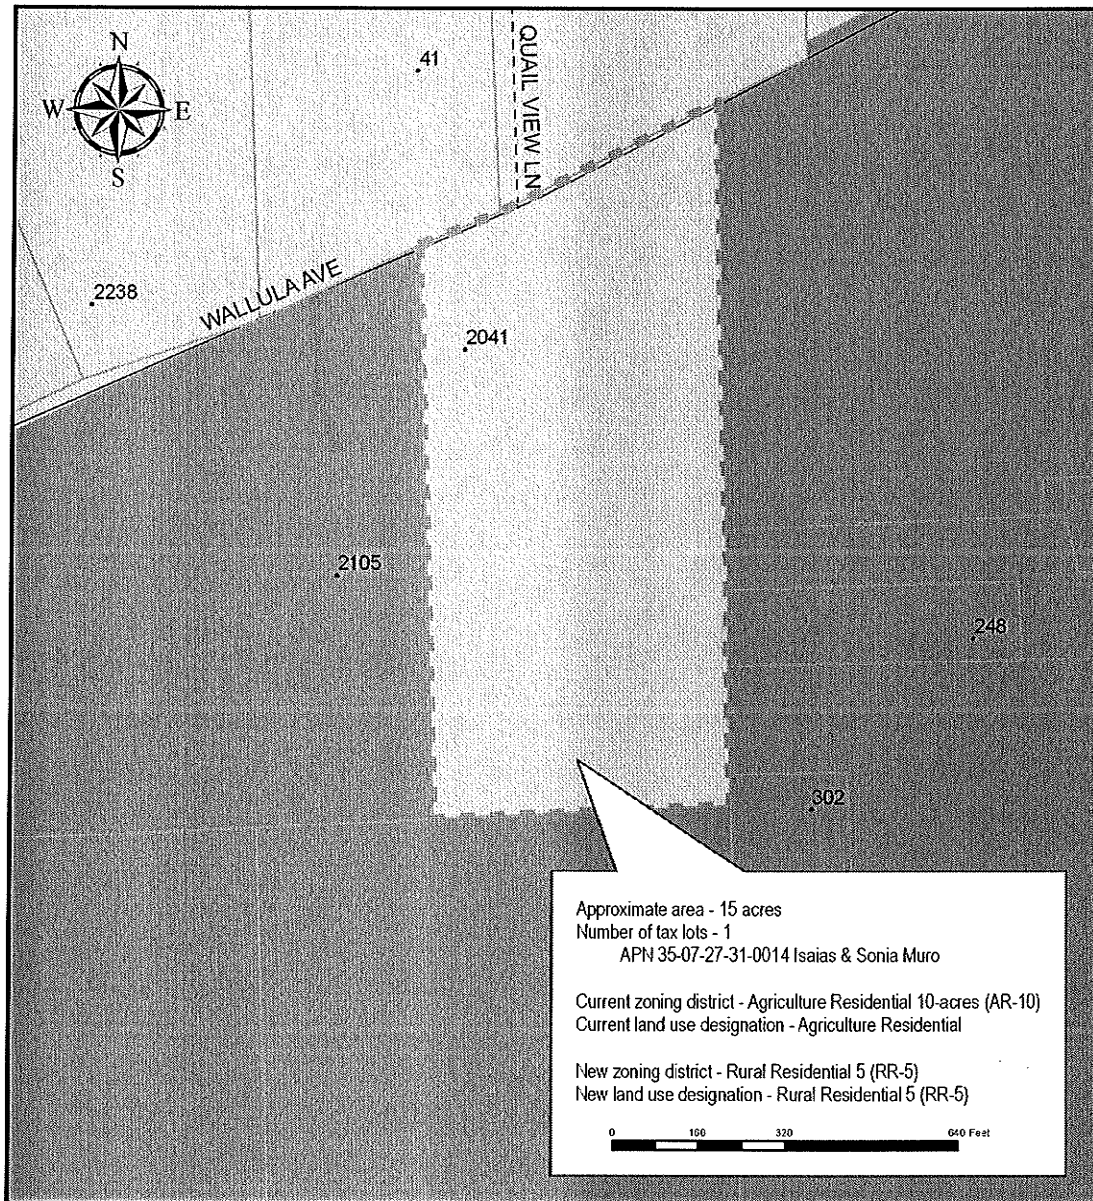 N
W E
S
41
QUAIL VIEW LN
2238
WALLULA AVE
2041
2105
248
302
Approximate area - 15 acres
Number of tax lots - 1
APN 35-07-27-31-0014 Isaias & Sonia Muro
Current zoning district - Agriculture Residential 10-acres (AR-10)
Current land use designation - Agriculture Residential
New zoning district - Rural Residential 5 (RR-5)
New land use designation - Rural Residential 5 (RR-5)
0 160 320 640 Feet